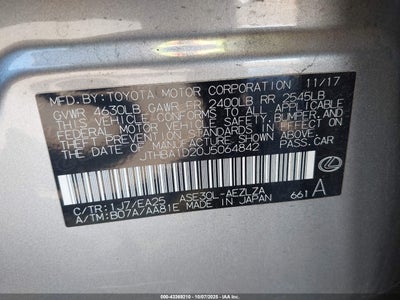 MFD. BY: TOYOTA MOTOR CORPORATION 11/17
GVWR 4630LB GAWR FR 2400LB RR 2545LB
THIS VEHICLE CONFORMS TO ALL APPLICABLE
FEDERAL MOTOR VEHICLE SAFETY, BUMPER, AND
THEFT PREVENTION STANDARDS IN EFFECT ON
THE DATE OF MANUFACTURE SHOWN ABOVE.
JTHBA1D20J5064842 PASS.CAR
C/TR: 1J7/EA25 ASE30L-AEZLZA
A/TM: B07A/AA81E MADE IN JAPAN 661 A
000-43369210 - 10/07/2025 - www.iaai.com